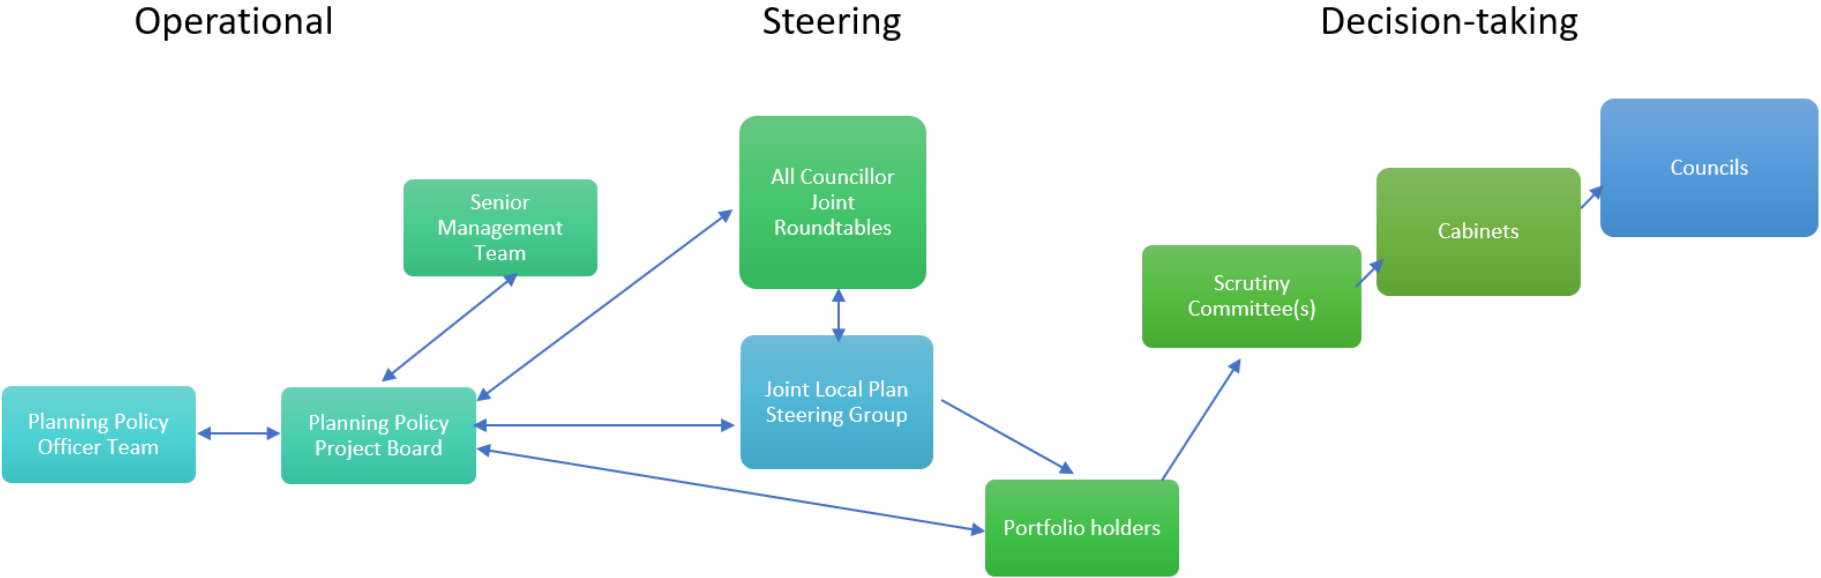 Operational
Steering
Decision-taking
Senior
Management
Team
Planning Policy
Officer Team
Planning Policy
Project Board
All Councillor
Joint
Roundtables
Joint Local Plan
Steering Group
Portfolio holders
Scrutiny
Committee(s)
Cabinets
Councils